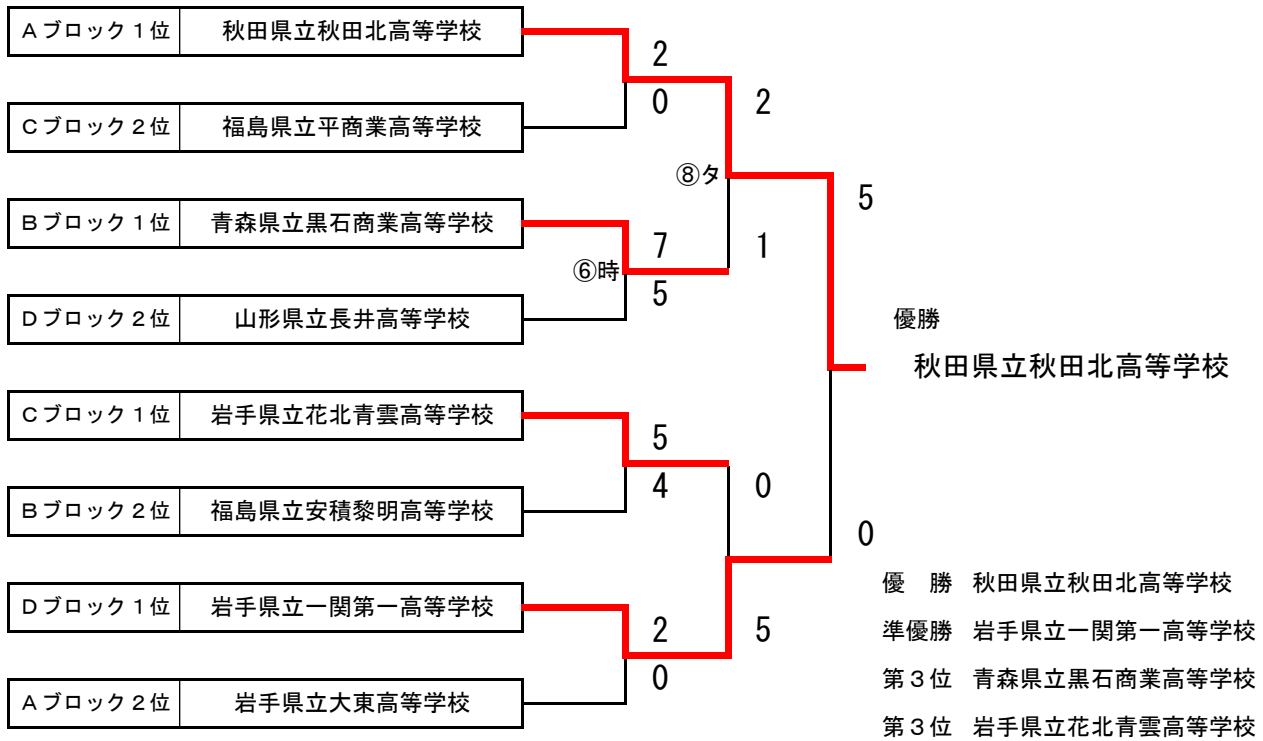 Aブロック1位 秋田県立秋田北高等学校
2
0
Cブロック2位 福島県立平商業高等学校
2
⑧タ
5
Bブロック1位 青森県立黒石商業高等学校
7
1
⑥時
5
Dブロック2位 山形県立長井高等学校
優勝
秋田県立秋田北高等学校
Cブロック1位 岩手県立花北青雲高等学校
5
4
0
Bブロック2位 福島県立安積黎明高等学校
0
Dブロック1位 岩手県立一関第一高等学校
2
5
0
Aブロック2位 岩手県立大東高等学校
優 勝 秋田県立秋田北高等学校
準優勝 岩手県立一関第一高等学校
第3位 青森県立黒石商業高等学校
第3位 岩手県立花北青雲高等学校